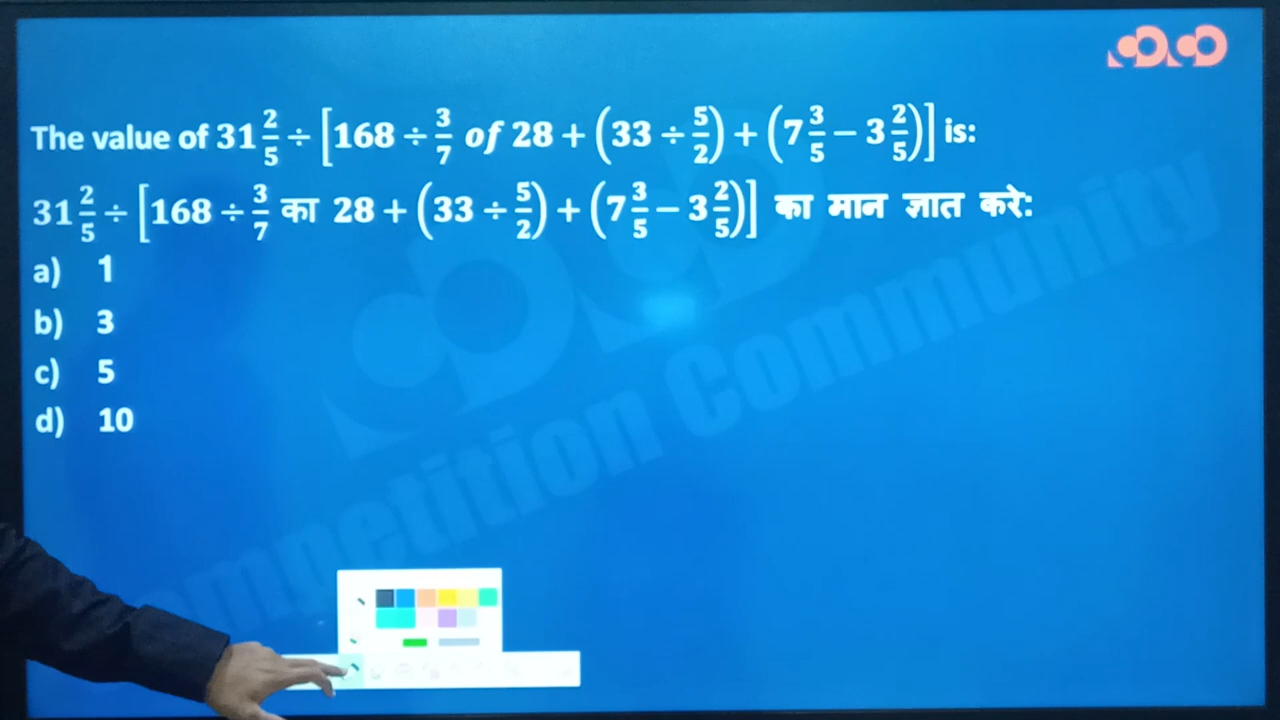 The value of 31 2/5 ÷ [168 ÷ 3/7 of 28 + (33 ÷ 5/2) + (7 3/5 − 3 2/5)] is:
31 2/5 ÷ [168 ÷ 3/7 का 28 + (33 ÷ 5/2) + (7 3/5 − 3 2/5)] का मान ज्ञात करे:
a) 1
b) 3
c) 5
d) 10
mpetition Community